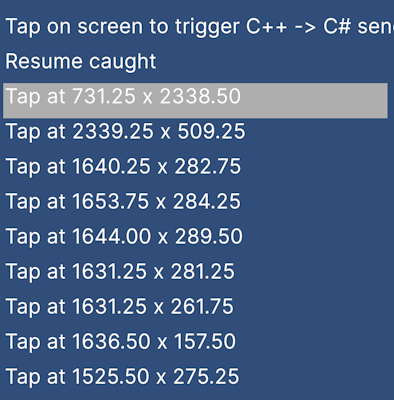 Tap on screen to trigger C++ -> C# sen
Resume caught
Tap at 731.25 x 2338.50
Tap at 2339.25 x 509.25
Tap at 1640.25 x 282.75
Tap at 1653.75 x 284.25
Tap at 1644.00 x 289.50
Tap at 1631.25 x 281.25
Tap at 1631.25 x 261.75
Tap at 1636.50 x 157.50
Tap at 1525.50 x 275.25